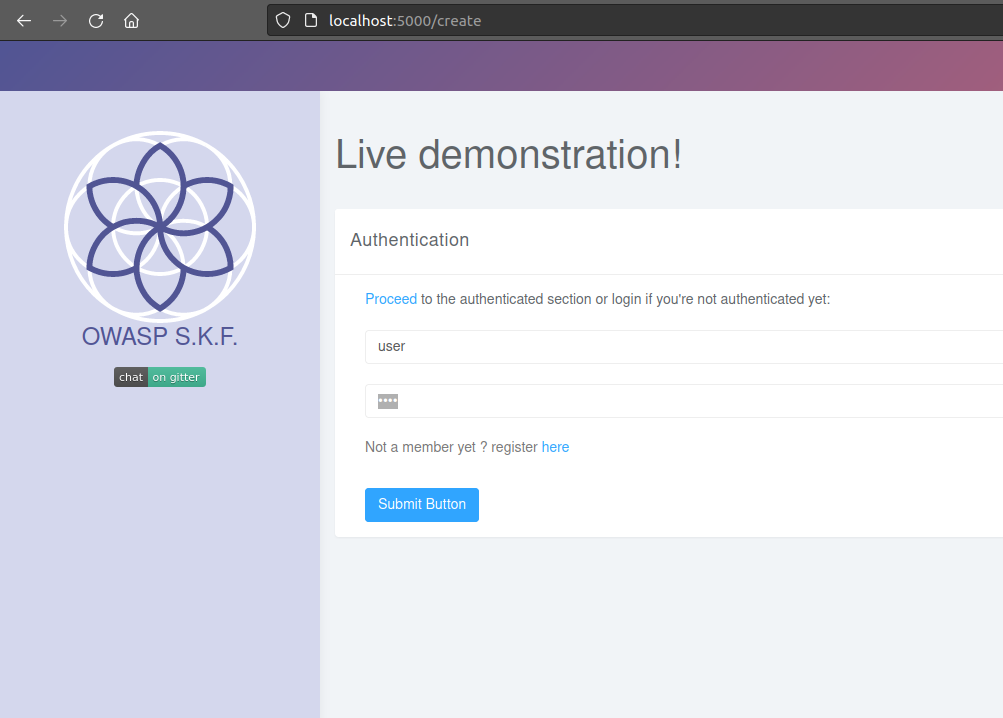 localhost:5000/create
Live demonstration!
Authentication
Proceed to the authenticated section or login if you're not authenticated yet:
user
••••
Not a member yet ? register here
Submit Button
OWASP S.K.F.
chat on gitter